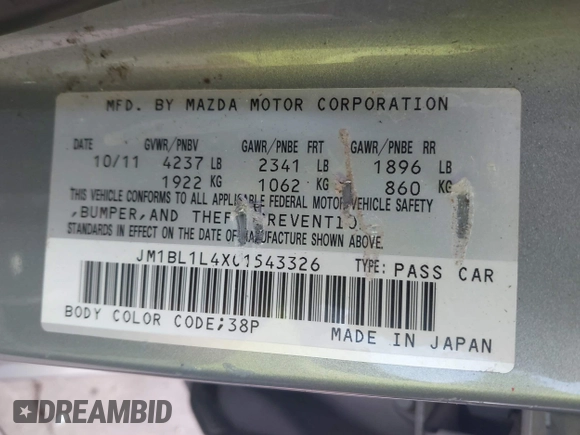 MFD. BY MAZDA MOTOR CORPORATION
DATE GVWR/PNBV GAWR/PNBE FRT GAWR/PNBE RR
10/11 4237 LB 2341 LB 1896 LB
1922 KG 1062 KG 860 KG
THIS VEHICLE CONFORMS TO ALL APPLICABLE FEDERAL MOTOR VEHICLE SAFETY
,BUMPER,AND
STANDARDS IN EFFECT ON THE DATE OF MANUFACTURE SHOWN ABOVE.
TYPE: PASS CAR
BODY COLOR CODE;38P MADE IN JAPAN
DREAMBID